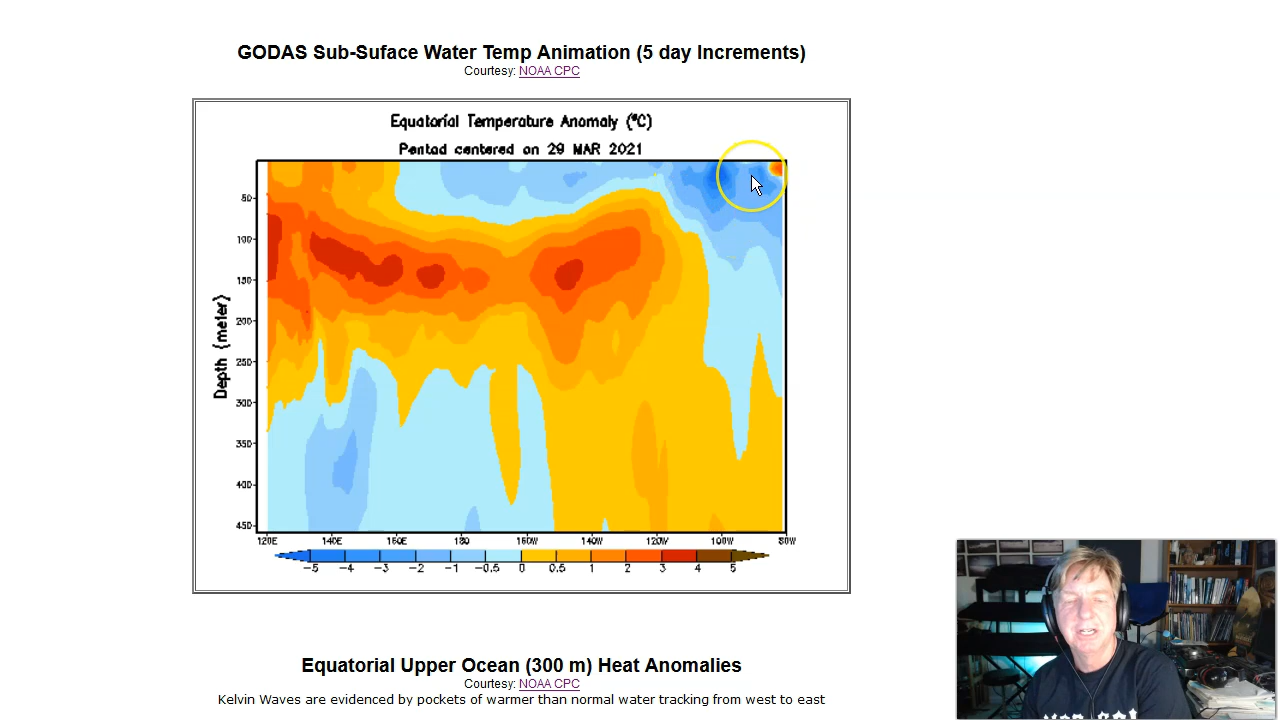 GODAS Sub-Suface Water Temp Animation (5 day Increments)
Courtesy: NOAA CPC
Equatorial Temperature Anomaly (°C)
Pentad centered on 29 MAR 2021
Depth (meter)
50
100
150
200
250
300
350
400
450
120E 140E 160E 180 160W 140W 120W 100W 80W
-5 -4 -3 -2 -1 -0.5 0 0.5 1 2 3 4 5
Equatorial Upper Ocean (300 m) Heat Anomalies
Courtesy: NOAA CPC
Kelvin Waves are evidenced by pockets of warmer than normal water tracking from west to east